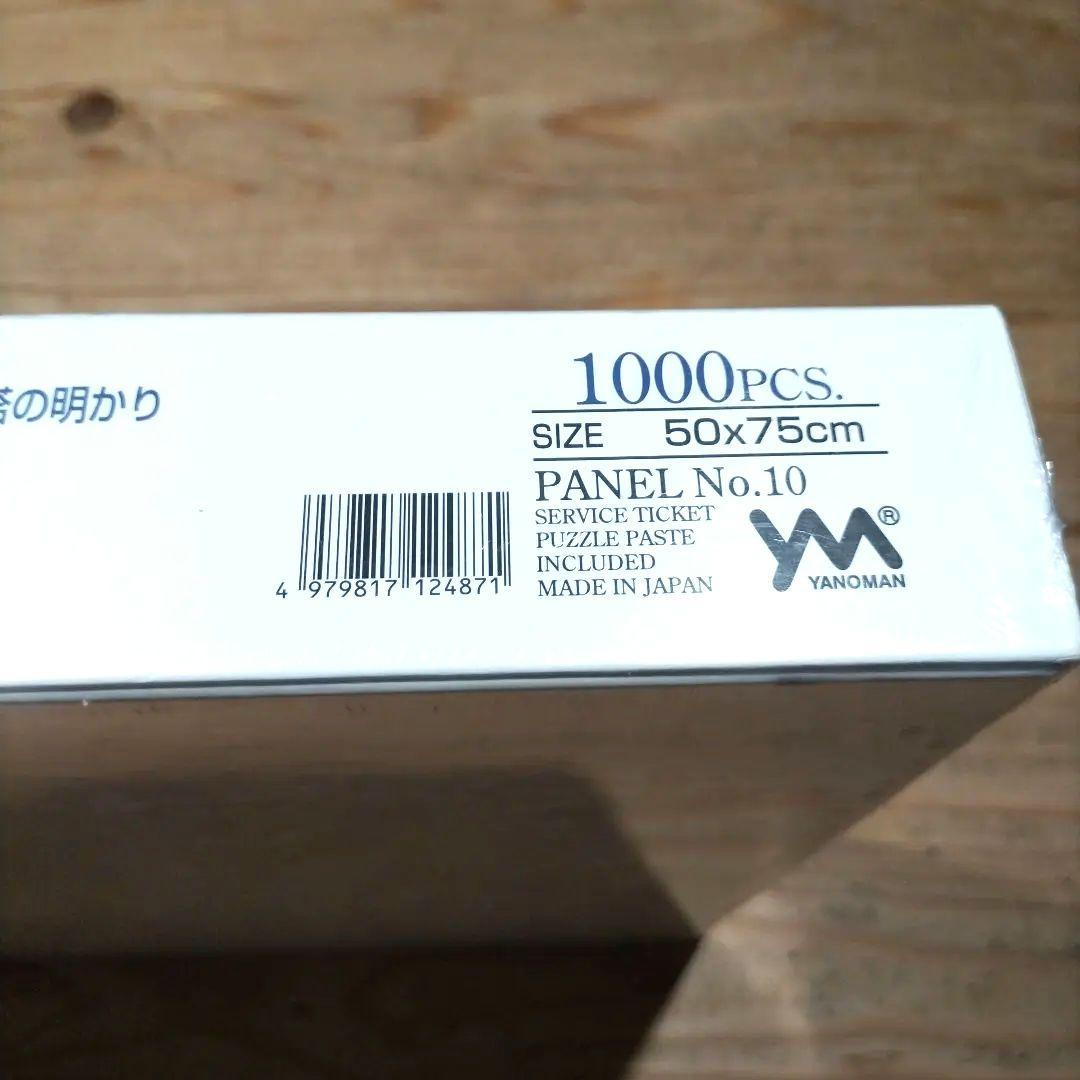 の明かり
1000PCS.
SIZE 50x75cm
PANEL No.10
SERVICE TICKET
PUZZLE PASTE
INCLUDED
MADE IN JAPAN
YM®
YANOMAN
4 979817 124871